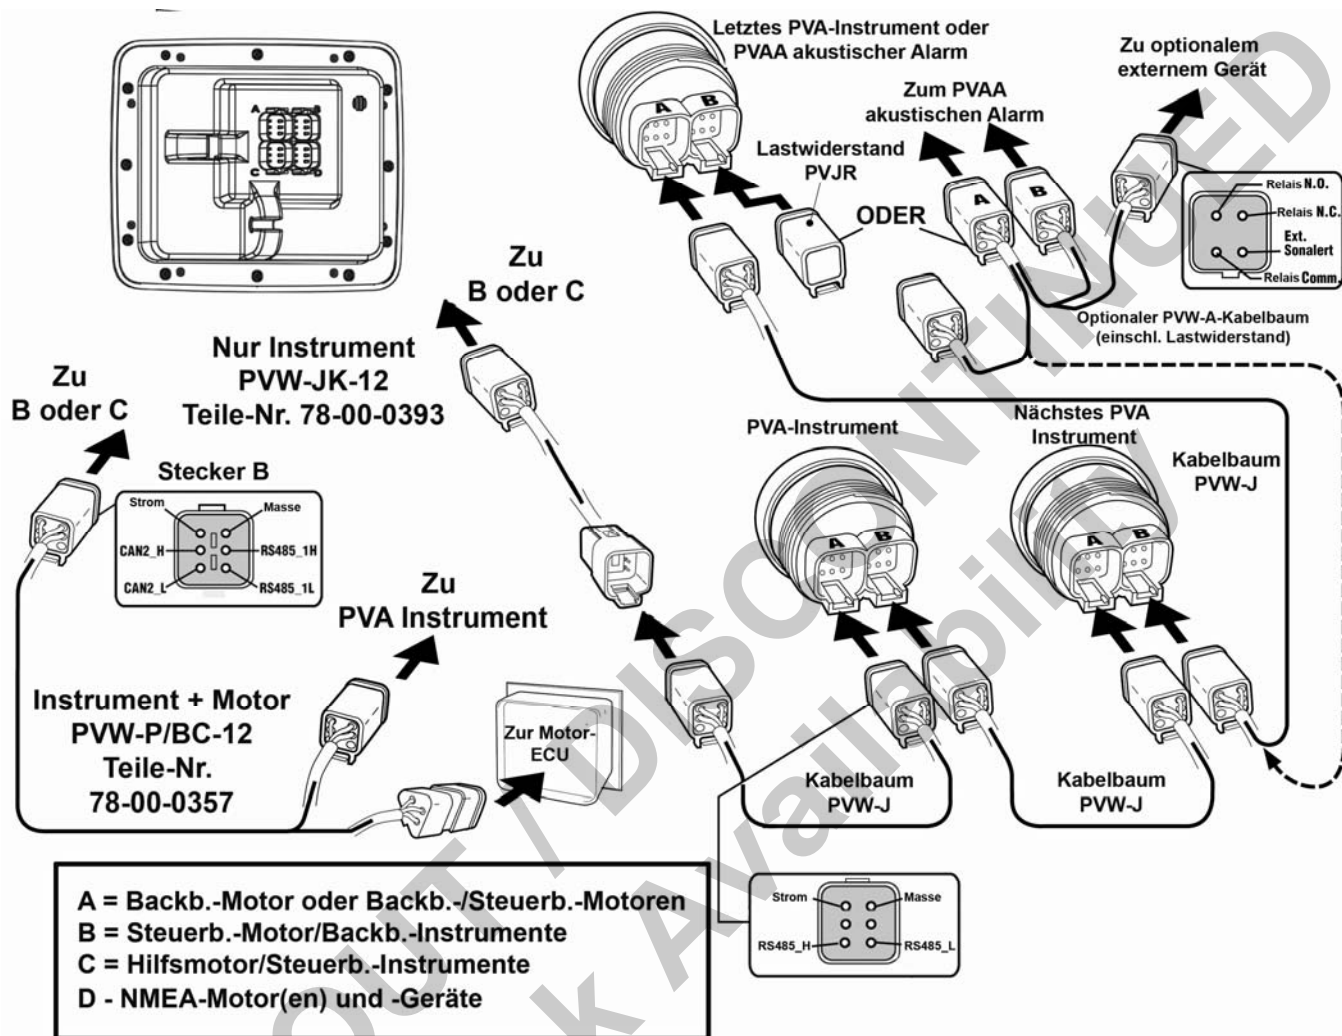 Letztes PVA-Instrument oder
PVAA akustischer Alarm
Zu optionalem
externem Gerät
Zum PVAA
akustischen Alarm
A
B
C
D
A
B
Lastwiderstand
PVJR
ODER
A
B
Relais N.O.
Relais N.C.
Ext.
Sonalert
Relais Comm.
Optionaler PVW-A-Kabelbaum
(einschl. Lastwiderstand)
Zu
B oder C
Nur Instrument
PVW-JK-12
Teile-Nr. 78-00-0393
Zu
B oder C
Stecker B
Strom
Masse
CAN2_H
RS485_1H
CAN2_L
RS485_1L
PVA-Instrument
Nächstes PVA
Instrument
Kabelbaum
PVW-J
A
B
A
B
Zu
PVA Instrument
Instrument + Motor
PVW-P/BC-12
Teile-Nr.
78-00-0357
Zur Motor-
ECU
Kabelbaum
PVW-J
Kabelbaum
PVW-J
Strom
Masse
RS485_H
RS485_L
A = Backb.-Motor oder Backb.-/Steuerb.-Motoren
B = Steuerb.-Motor/Backb.-Instrumente
C = Hilfsmotor/Steuerb.-Instrumente
D - NMEA-Motor(en) und -Geräte
OUT / DISCONTINUED
k Availability